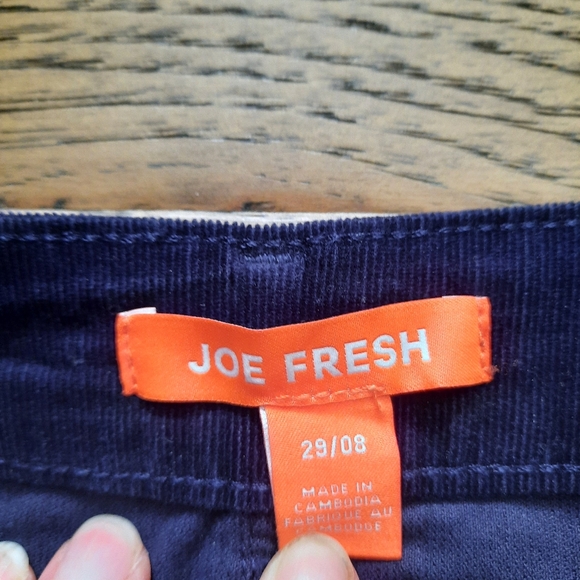 JOE FRESH
29/08
MADE IN
CAMBODIA
FABRIQUÉ AU
CAMBODGE